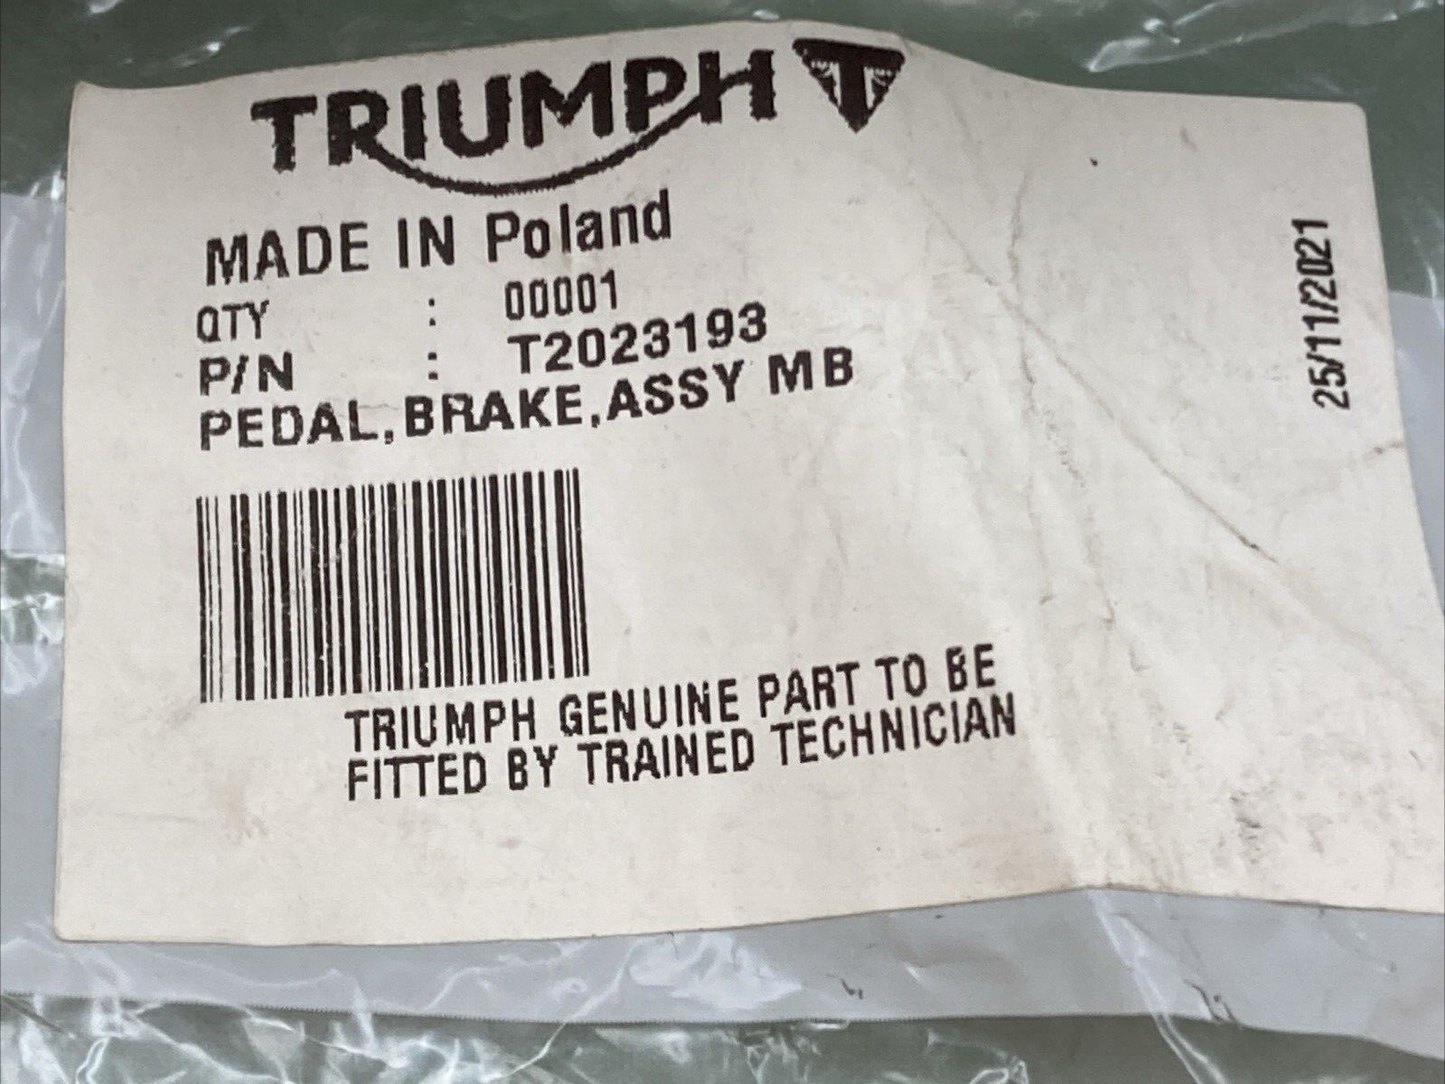 TRIUMPH T
MADE IN Poland
QTY : 00001
P/N : T2023193
PEDAL,BRAKE,ASSY MB
TRIUMPH GENUINE PART TO BE
FITTED BY TRAINED TECHNICIAN
25/11/2021